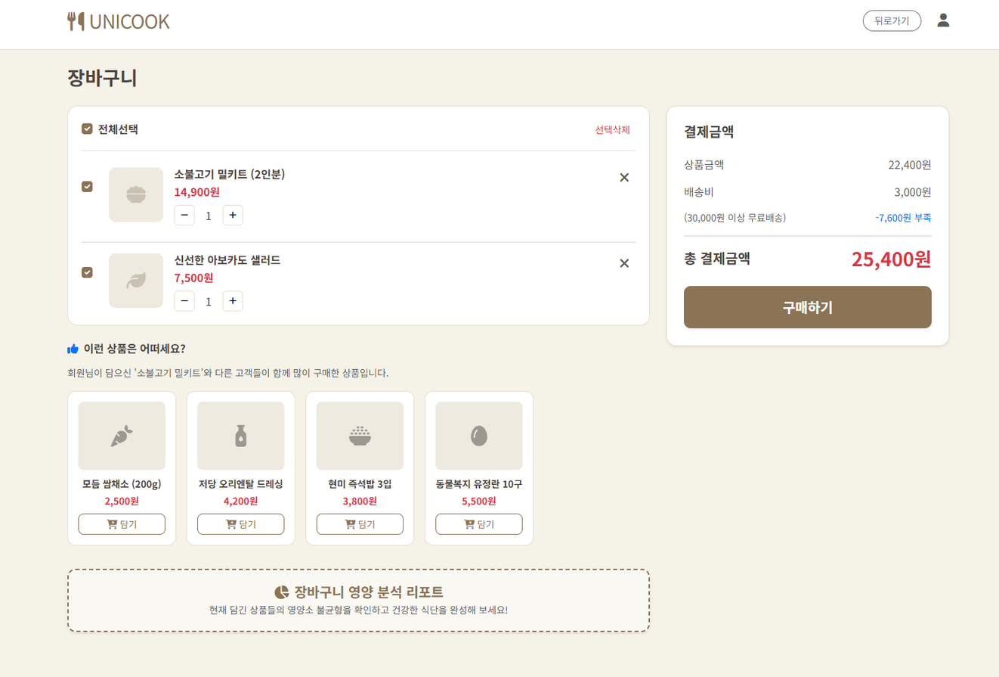 UNICOOK
뒤로가기
장바구니
전체선택
선택삭제
소불고기 밀키트 (2인분)
14,900원
− 1 +
신선한 아보카도 샐러드
7,500원
− 1 +
결제금액
상품금액 22,400원
배송비 3,000원
(30,000원 이상 무료배송) -7,600원 부족
총 결제금액 25,400원
구매하기
이런 상품은 어떠세요?
회원님이 담으신 '소불고기 밀키트'와 다른 고객들이 함께 많이 구매한 상품입니다.
모듬 쌈채소 (200g)
2,500원
담기
저당 오리엔탈 드레싱
4,200원
담기
현미 즉석밥 3입
3,800원
담기
동물복지 유정란 10구
5,500원
담기
장바구니 영양 분석 리포트
현재 담긴 상품들의 영양소 불균형을 확인하고 건강한 식단을 완성해 보세요!